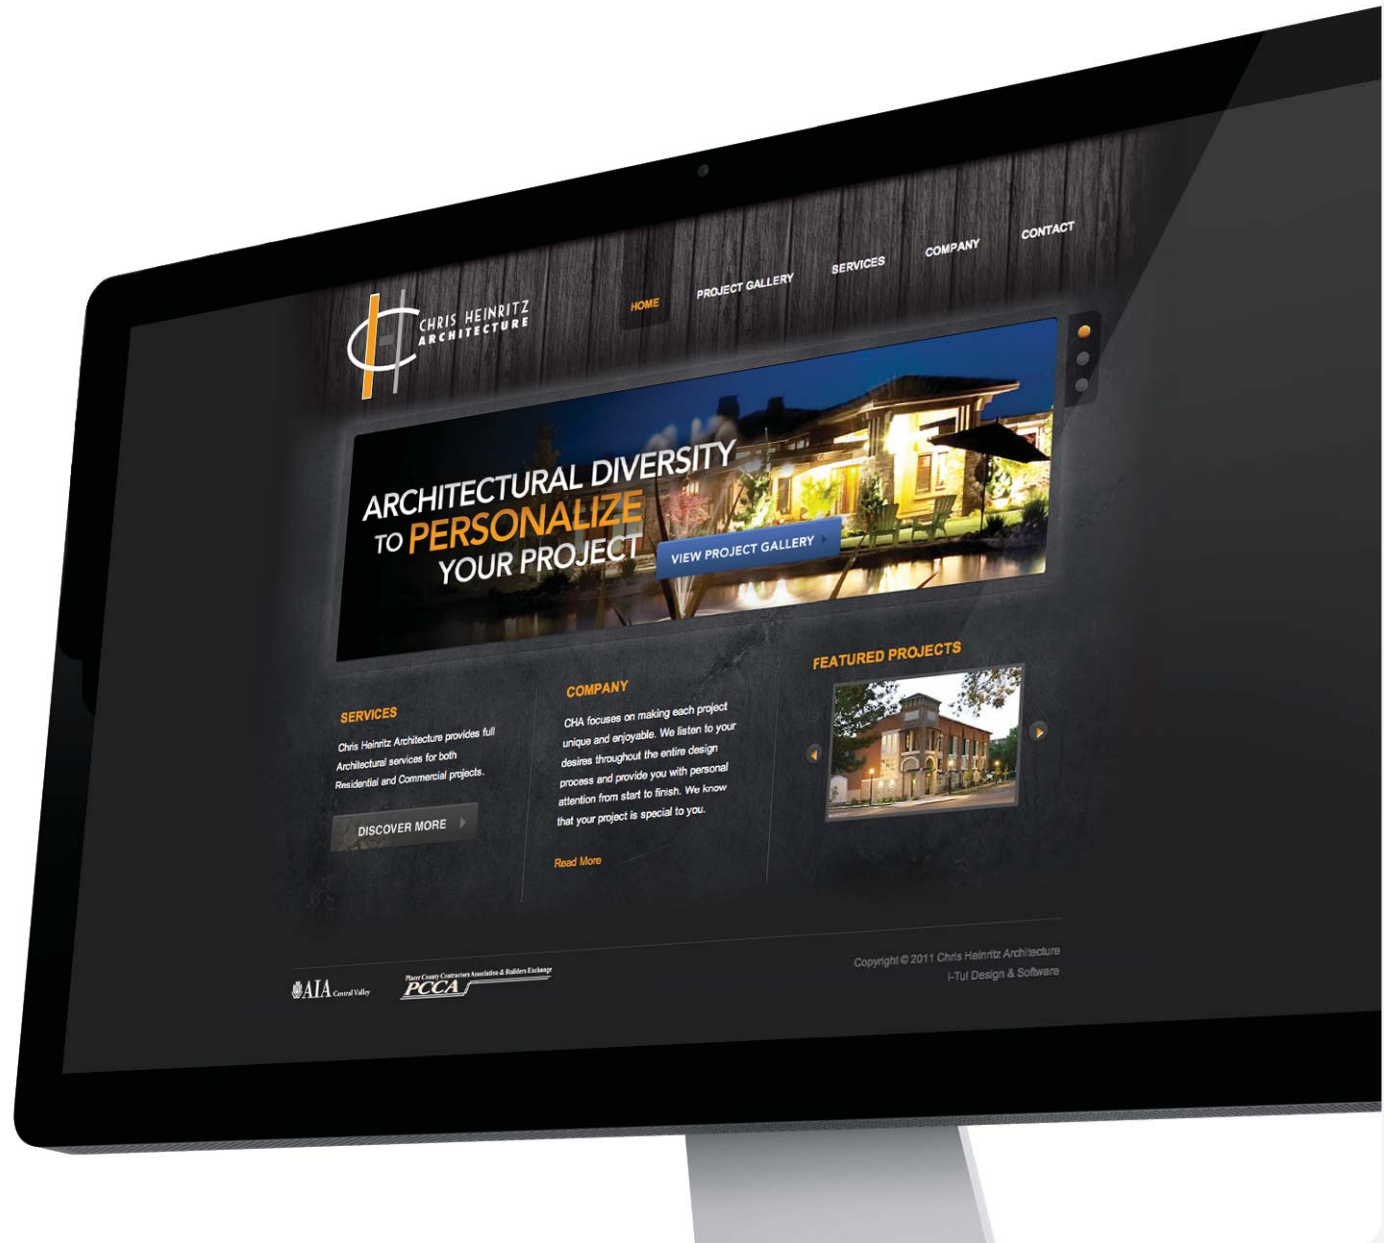 CHRIS HEINRITZ
ARCHITECTURE
HOME
PROJECT GALLERY
SERVICES
COMPANY
CONTACT
ARCHITECTURAL DIVERSITY
TO PERSONALIZE
YOUR PROJECT
VIEW PROJECT GALLERY
SERVICES
Chris Heinritz Architecture provides full
Architectural services for both
Residential and Commercial projects.
DISCOVER MORE
COMPANY
CHA focuses on making each project
unique and enjoyable. We listen to your
desires throughout the entire design
process and provide you with personal
attention from start to finish. We know
that your project is special to you.
Read More
FEATURED PROJECTS
AIA Central Valley
Placer County Contractors Association & Builders Exchange
PCCA
Copyright © 2011 Chris Heinritz Architecture
I-Tul Design & Software